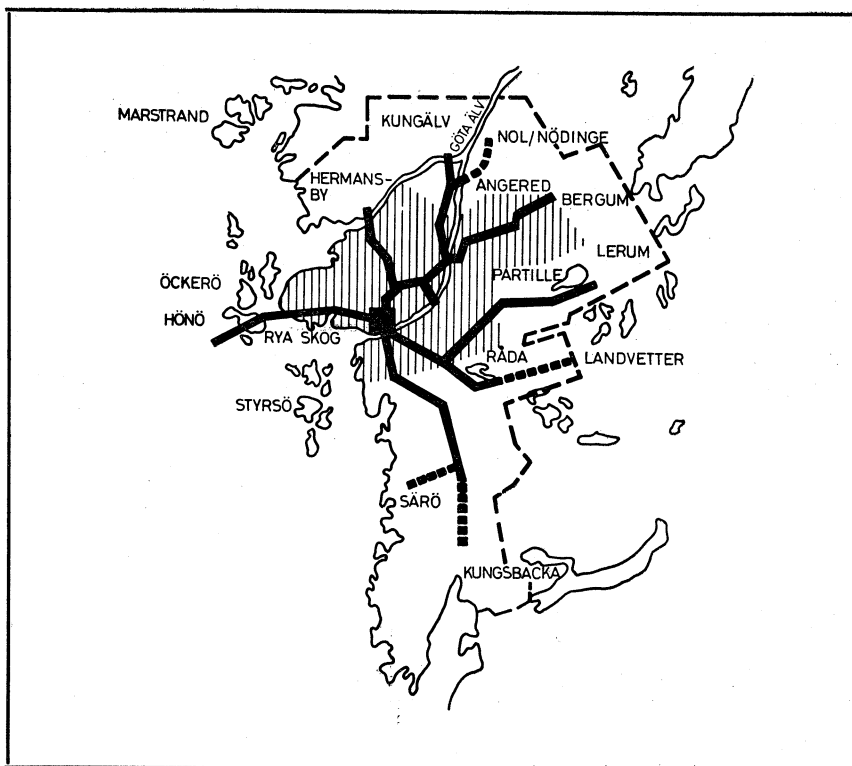 MARSTRAND
KUNGÄLV
GÖTA ÄLV
NOL/NÖDINGE
HERMANS-
BY
ANGERED
BERGUM
LERUM
PARTILLE
ÖCKERÖ
HÖNÖ
RYA SKOG
RÅDA
LANDVETTER
STYRSÖ
SÄRÖ
KUNGSBACKA